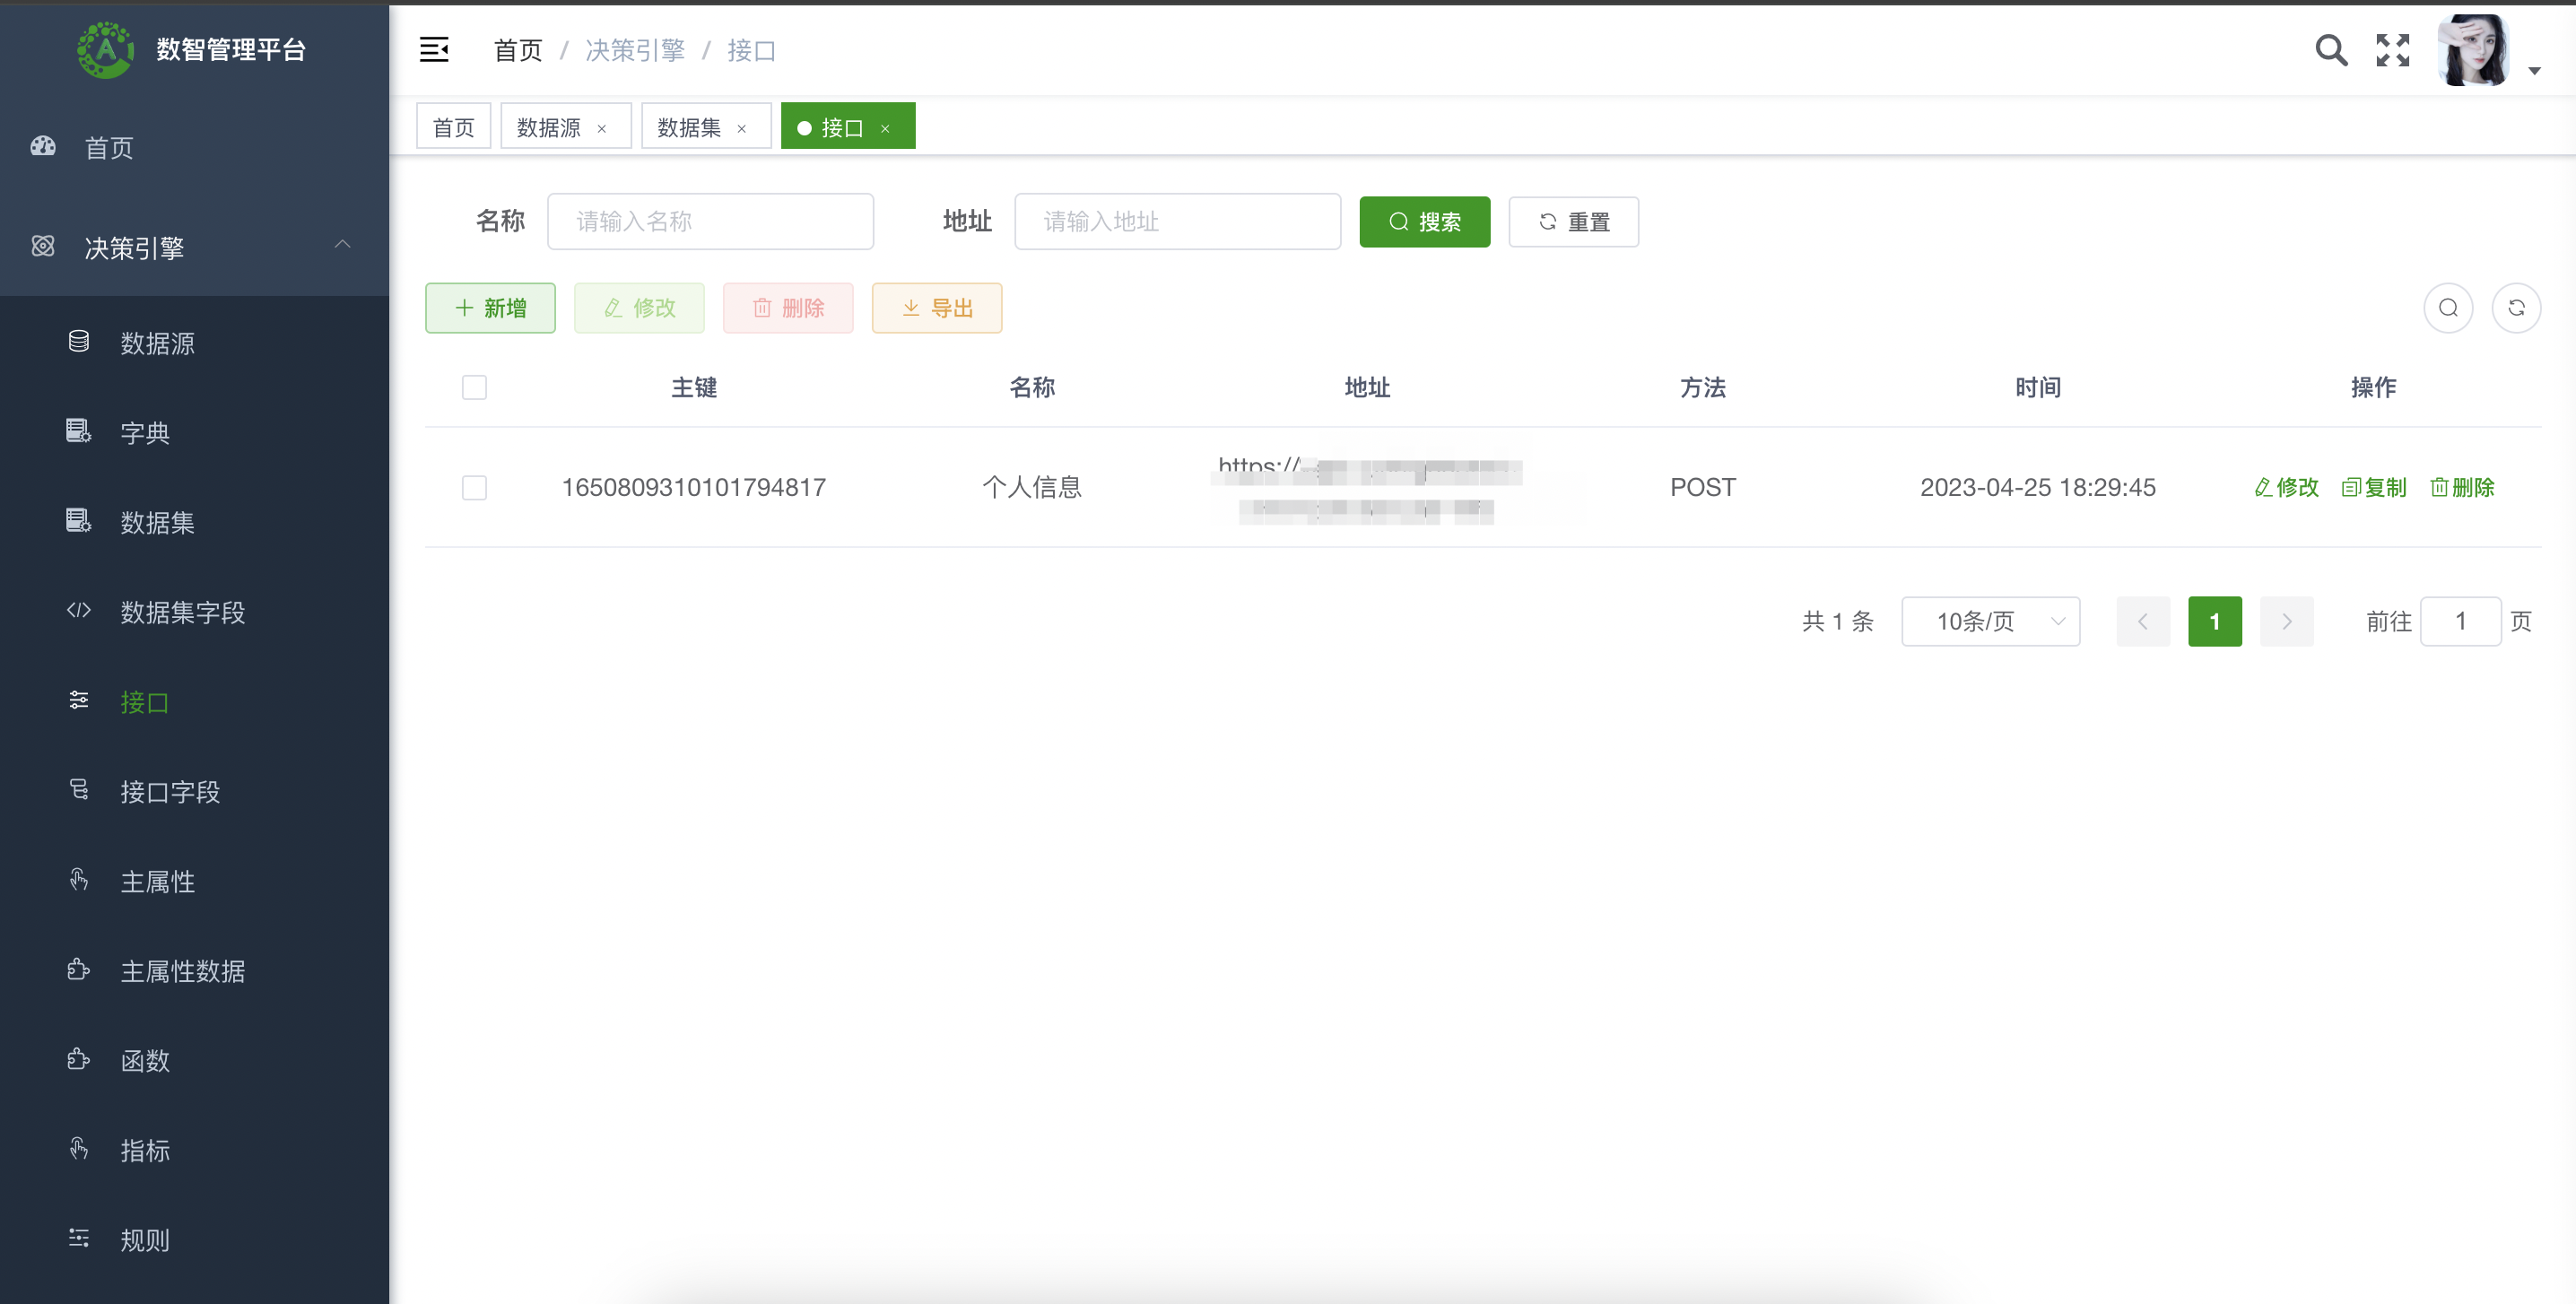 数智管理平台
首页
决策引擎
数据源
字典
数据集
数据集字段
接口
接口字段
主属性
主属性数据
函数
指标
规则
首页 / 决策引擎 / 接口
首页 数据源 × 数据集 × 接口 ×
名称 请输入名称 地址 请输入地址 搜索 重置
新增 修改 删除 导出
主键 名称 地址 方法 时间 操作
1650809310101794817 个人信息 https:// POST 2023-04-25 18:29:45 修改 复制 删除
共 1 条 10条/页 1 前往 1 页